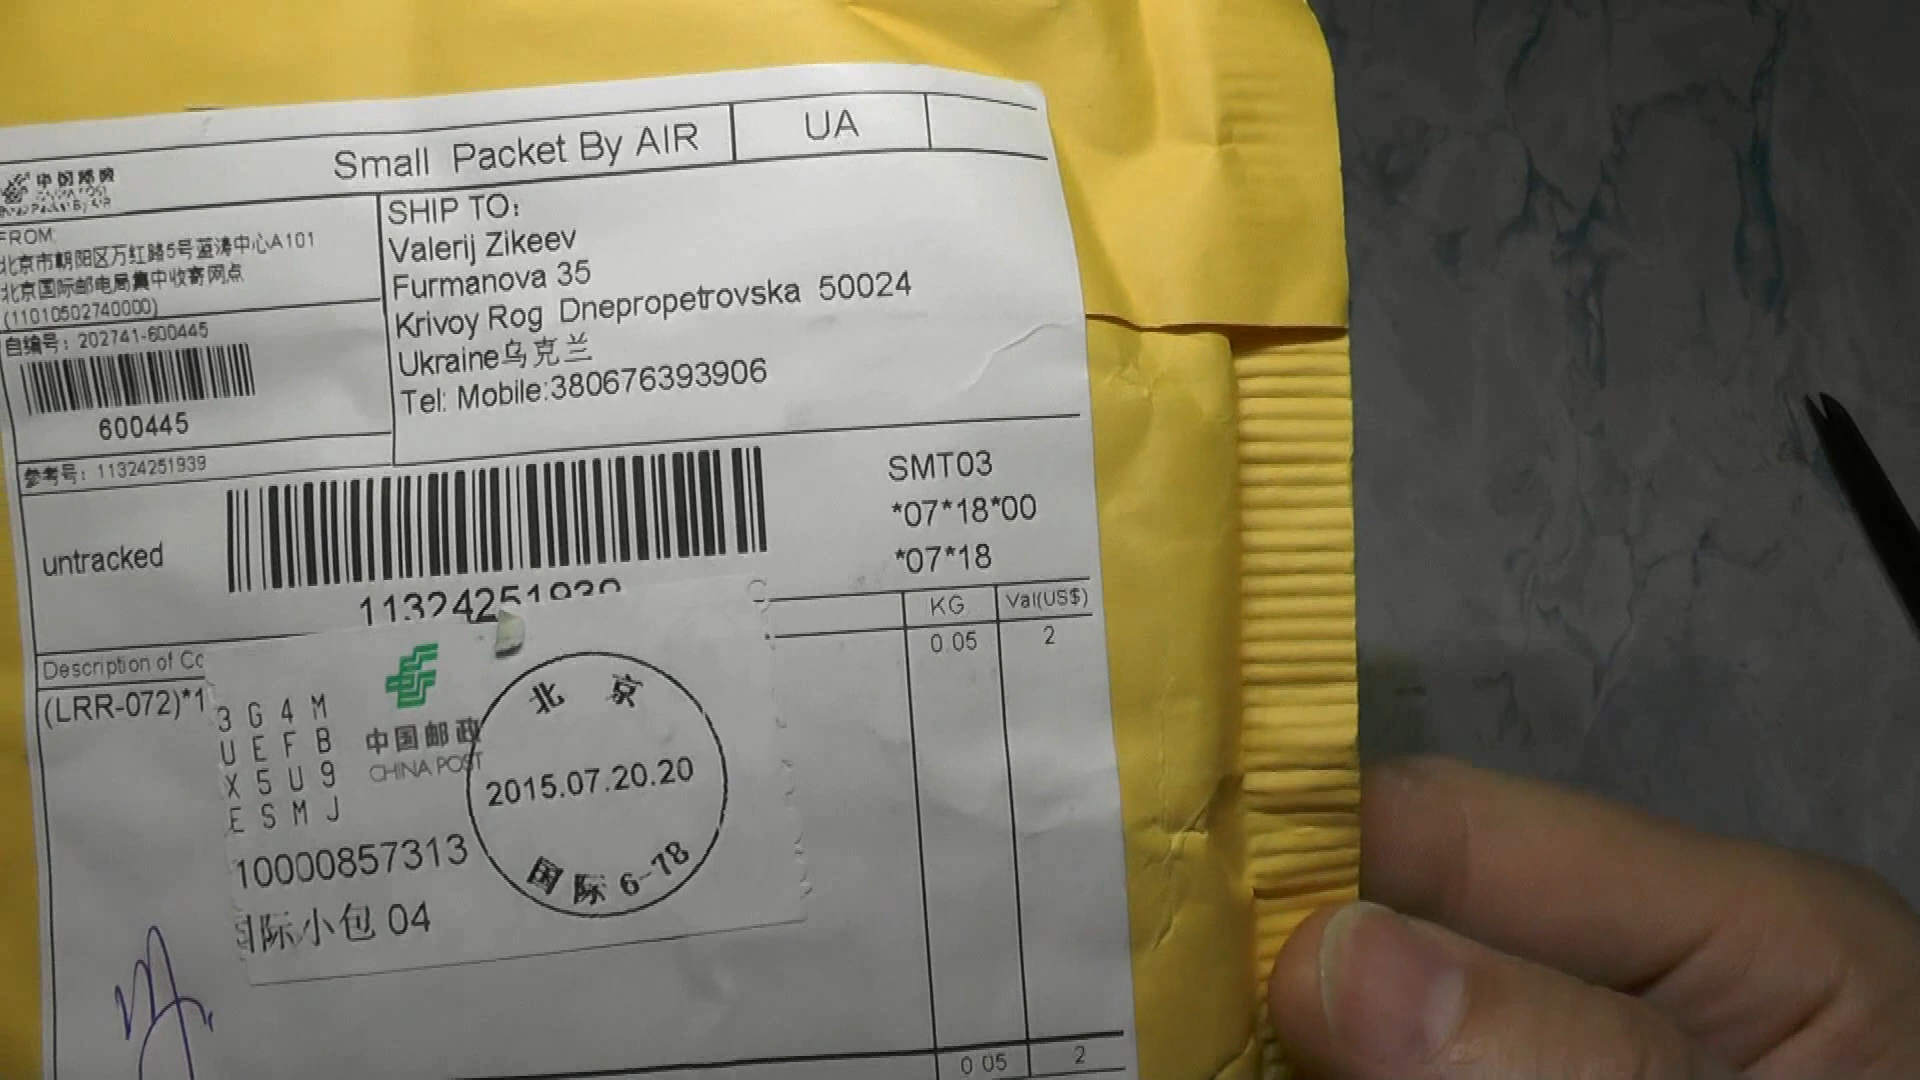 Small Packet By AIR
UA
中国邮政
FROM:
北京市朝阳区万红路5号蓝涛中心A101
北京国际邮电局集中收寄网点
(11010502740000)
自编号：202741-600445
600445
参考号：11324251939
SHIP TO:
Valerij Zikeev
Furmanova 35
Krivoy Rog Dnepropetrovska 50024
Ukraine乌克兰
Tel: Mobile:380676393906
untracked
11324251939
SMT03
*07*18*00
*07*18
Description of Co
KG
Val(US$)
(LRR-072)*1
0.05
2
3 G 4 M
U E F B
X 5 U 9
E S M J
中国邮政
CHINA POST
北京
2015.07.20.20
国际 6-78
10000857313
国际小包 04
0.05
2